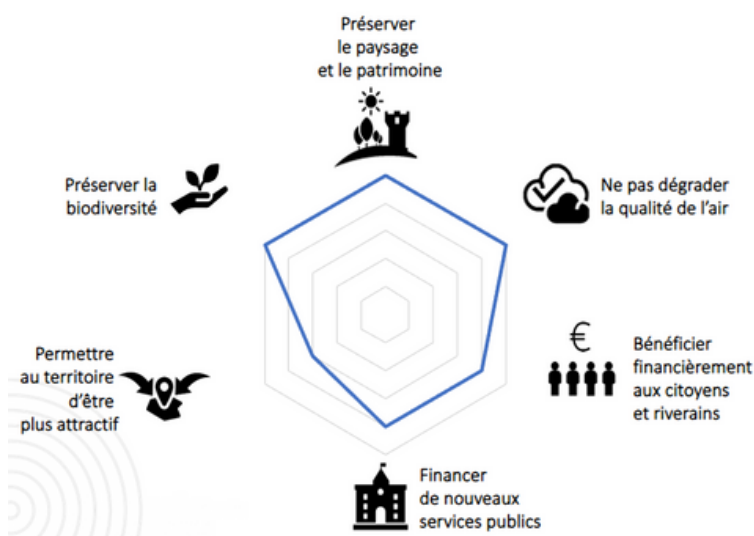 Préserver
le paysage
et le patrimoine
Préserver la
biodiversité
Ne pas dégrader
la qualité de l'air
Permettre
au territoire
d'être
plus attractif
€
Bénéficier
financièrement
aux citoyens
et riverains
Financer
de nouveaux
services publics